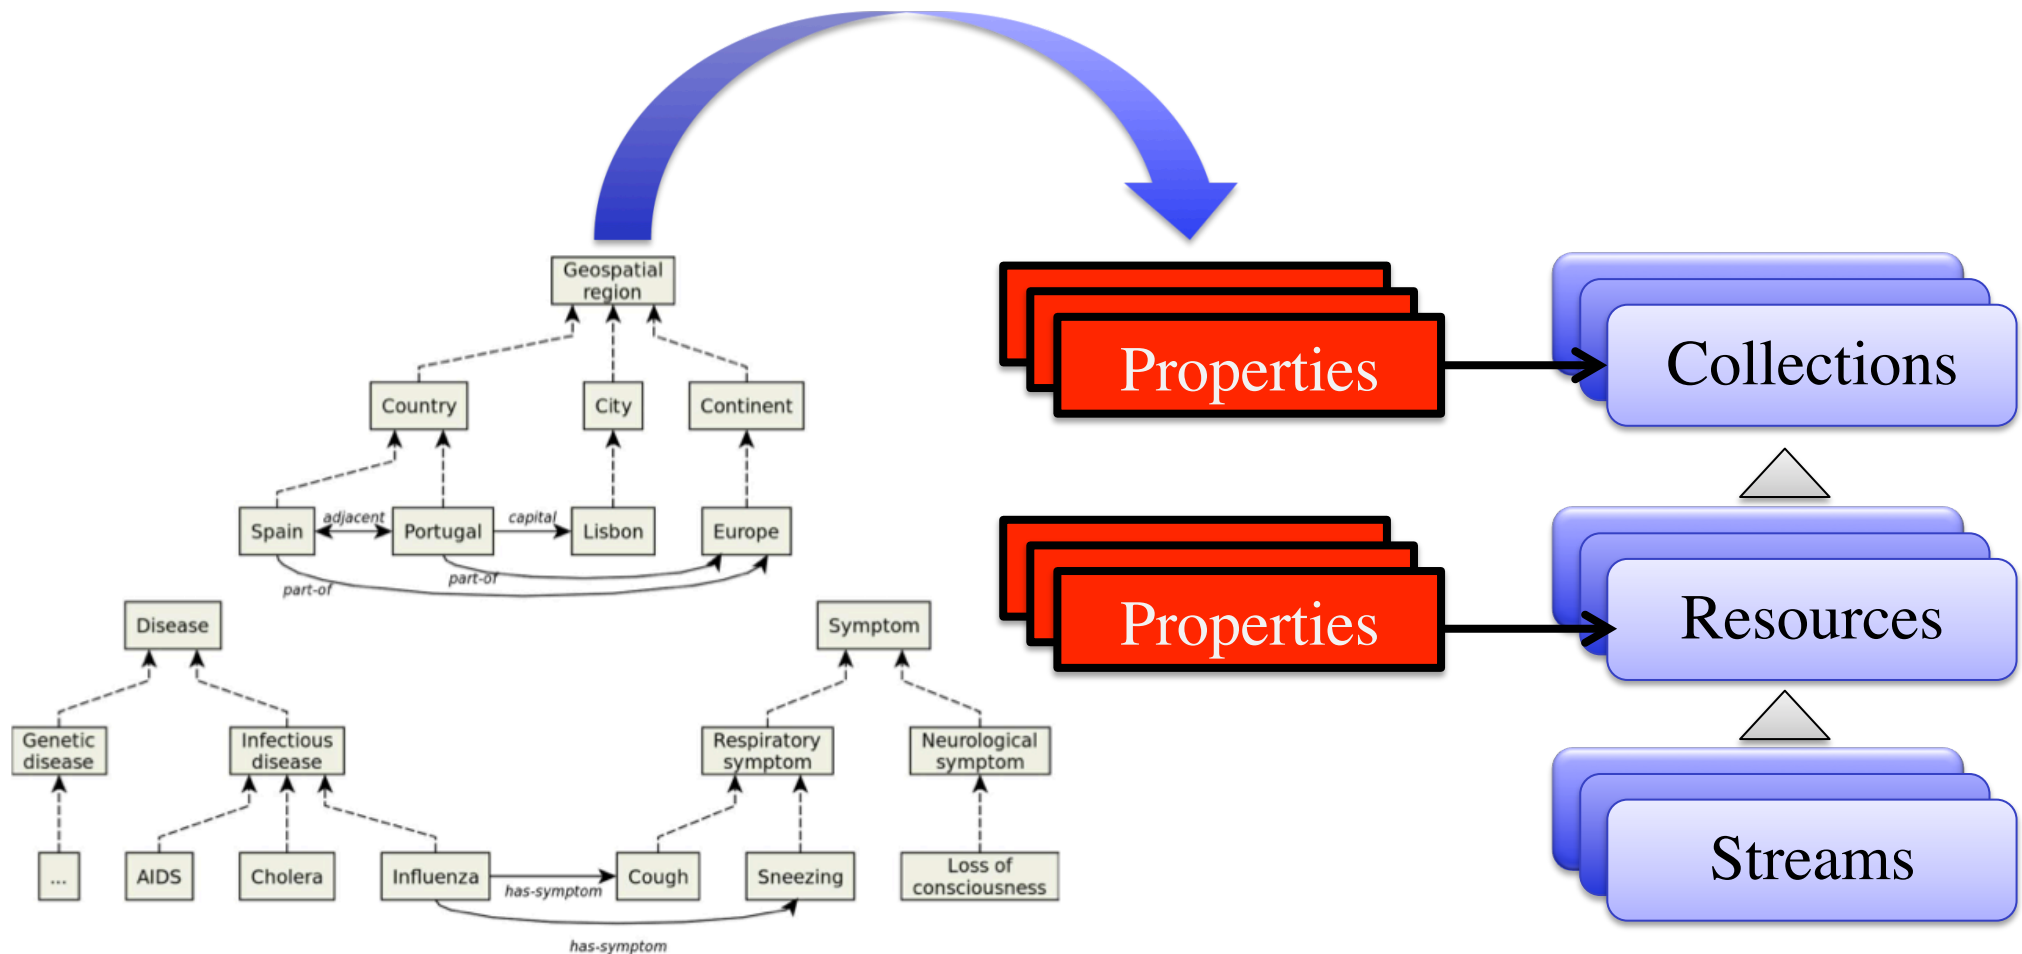 Geospatial
region
Country
City
Continent
Spain
adjacent
Portugal
capital
Lisbon
Europe
part-of
part-of
Disease
Symptom
Genetic
disease
Infectious
disease
Respiratory
symptom
Neurological
symptom
...
AIDS
Cholera
Influenza
has-symptom
Cough
Sneezing
Loss of
consciousness
has-symptom
Properties
Collections
Properties
Resources
Streams